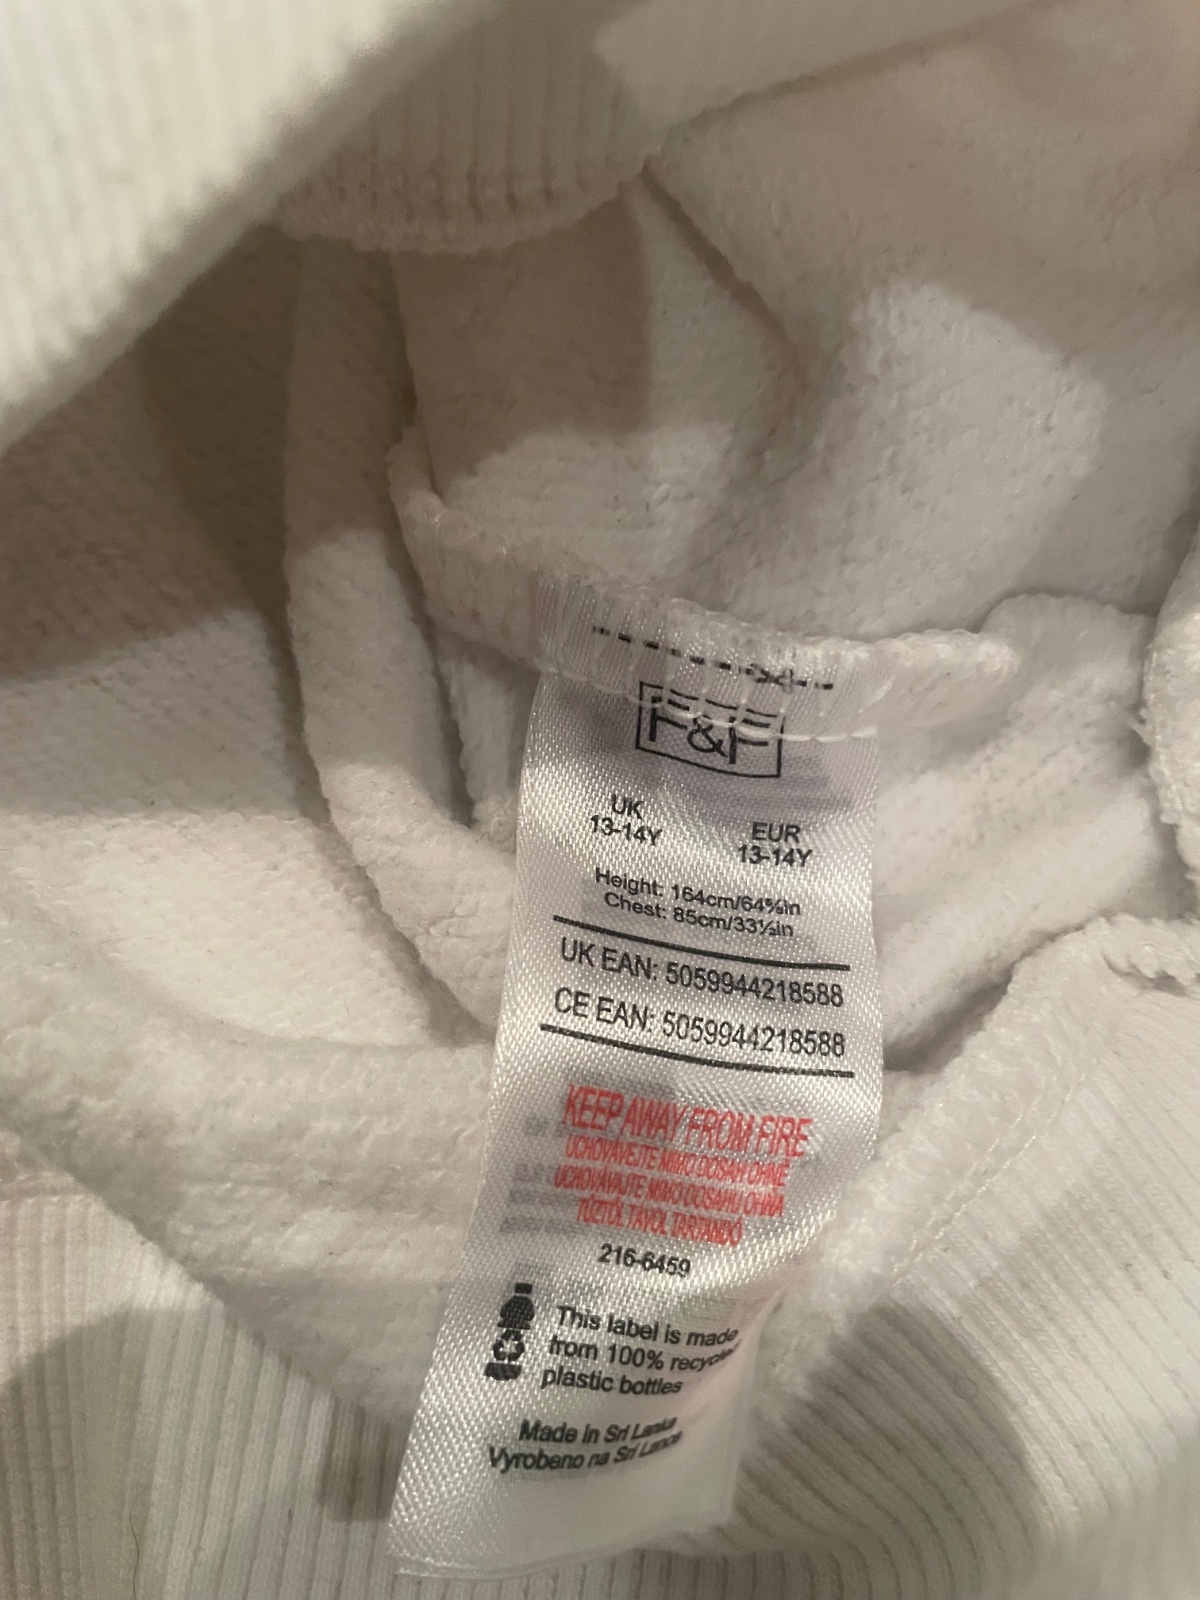 F&F
UK
13-14Y
EUR
13-14Y
Height: 164cm/64⅝in
Chest: 85cm/33½in
UK EAN: 5059944218588
CE EAN: 5059944218588
KEEP AWAY FROM FIRE
UCHOVÁVEJTE MIMO DOSAH OHNĚ
UCHOVÁVAJTE MIMO DOSAHU OHŇA
TŰZTŐL TÁVOL TARTANDÓ
216-6459
This label is made
from 100% recycled
plastic bottles
Made in Sri Lanka
Vyrobeno na Srí Lance